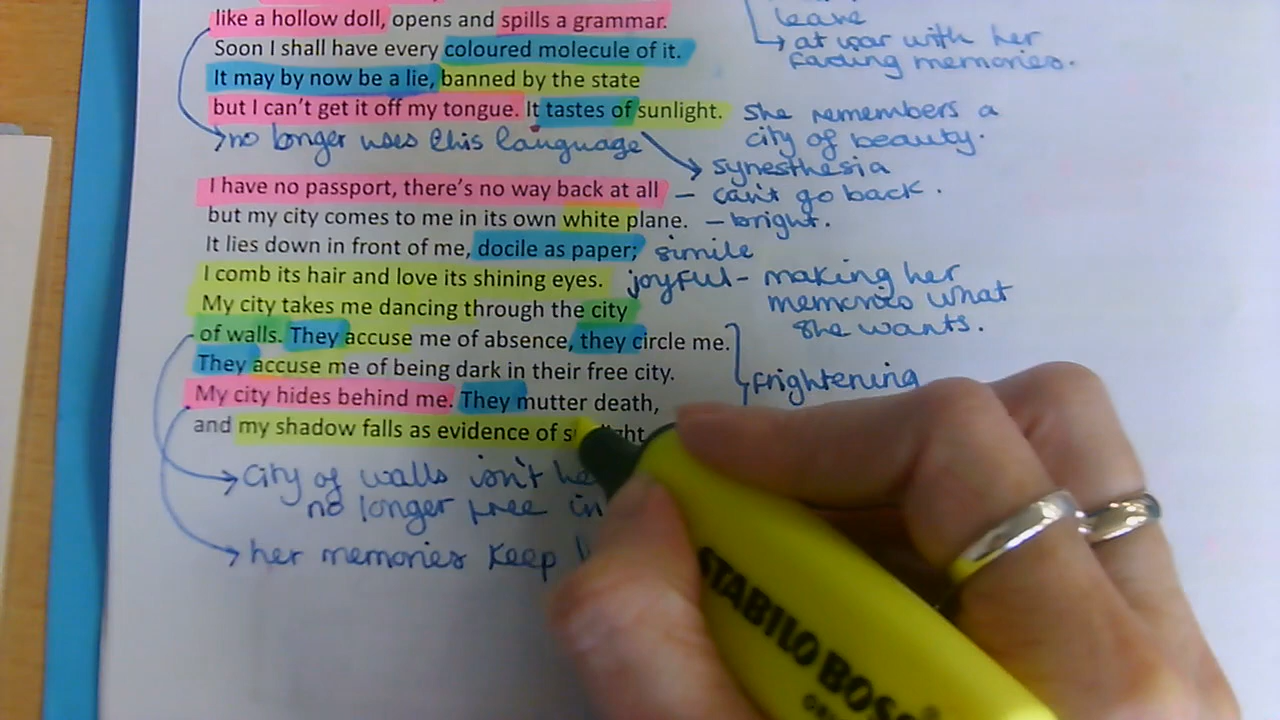 like a hollow doll, opens and spills a grammar.
Soon I shall have every coloured molecule of it.
It may by now be a lie, banned by the state
but I can't get it off my tongue. It tastes of sunlight.
no longer uses this language
I have no passport, there's no way back at all
but my city comes to me in its own white plane.
It lies down in front of me, docile as paper;
I comb its hair and love its shining eyes.
My city takes me dancing through the city
of walls. They accuse me of absence, they circle me.
They accuse me of being dark in their free city.
My city hides behind me. They mutter death,
and my shadow falls as evidence of
city of walls isn't
no longer free in
her memories keep
leave
at war with her
fading memories.
She remembers a
city of beauty.
synesthesia
– can't go back.
– bright.
simile
joyful – making her
memories what
she wants.
frightening
STABILO BOSS